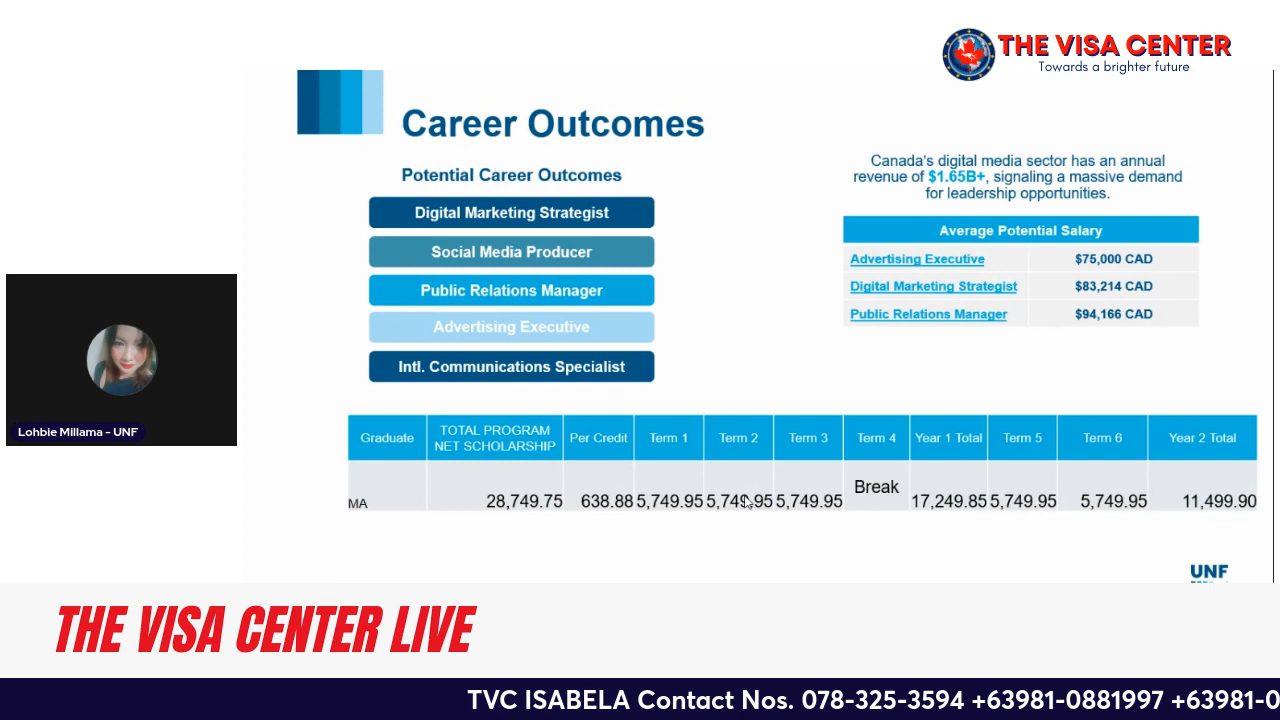 THE VISA CENTER
Towards a brighter future
Career Outcomes
Potential Career Outcomes
Digital Marketing Strategist
Social Media Producer
Public Relations Manager
Advertising Executive
Intl. Communications Specialist
Canada's digital media sector has an annual
revenue of $1.65B+, signaling a massive demand
for leadership opportunities.
Average Potential Salary
Advertising Executive $75,000 CAD
Digital Marketing Strategist $83,214 CAD
Public Relations Manager $94,166 CAD
Lohbie Millama - UNF
Graduate TOTAL PROGRAM NET SCHOLARSHIP Per Credit Term 1 Term 2 Term 3 Term 4 Year 1 Total Term 5 Term 6 Year 2 Total
MA 28,749.75 638.88 5,749.95 5,749.95 5,749.95 Break 17,249.85 5,749.95 5,749.95 11,499.90
UNF
THE VISA CENTER LIVE
TVC ISABELA Contact Nos. 078-325-3594 +63981-0881997 +63981-0